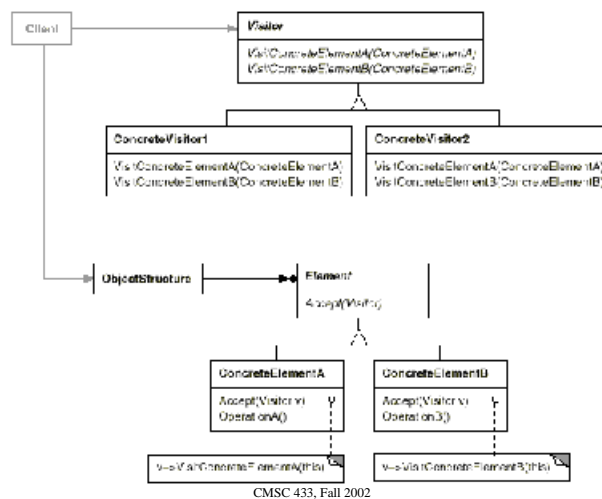 Client
Visitor
VisitConcreteElementA(ConcreteElementA)
VisitConcreteElementB(ConcreteElementB)
ConcreteVisitor1
VisitConcreteElementA(ConcreteElementA)
VisitConcreteElementB(ConcreteElementB)
ConcreteVisitor2
VisitConcreteElementA(ConcreteElementA)
VisitConcreteElementB(ConcreteElementB)
ObjectStructure
Element
Accept(Visitor)
ConcreteElementA
Accept(Visitor v)
OperationA()
ConcreteElementB
Accept(Visitor v)
OperationB()
v->VisitConcreteElementA(this)
v->VisitConcreteElementB(this)
CMSC 433, Fall 2002